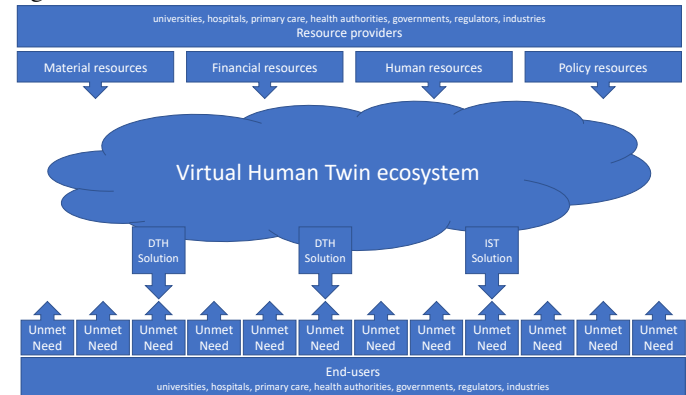 universities, hospitals, primary care, health authorities, governments, regulators, industries
Resource providers
Material resources
Financial resources
Human resources
Policy resources
Virtual Human Twin ecosystem
DTH
Solution
DTH
Solution
IST
Solution
Unmet
Need
Unmet
Need
Unmet
Need
Unmet
Need
Unmet
Need
Unmet
Need
Unmet
Need
Unmet
Need
Unmet
Need
Unmet
Need
Unmet
Need
Unmet
Need
End-users
universities, hospitals, primary care, health authorities, governments, regulators, industries